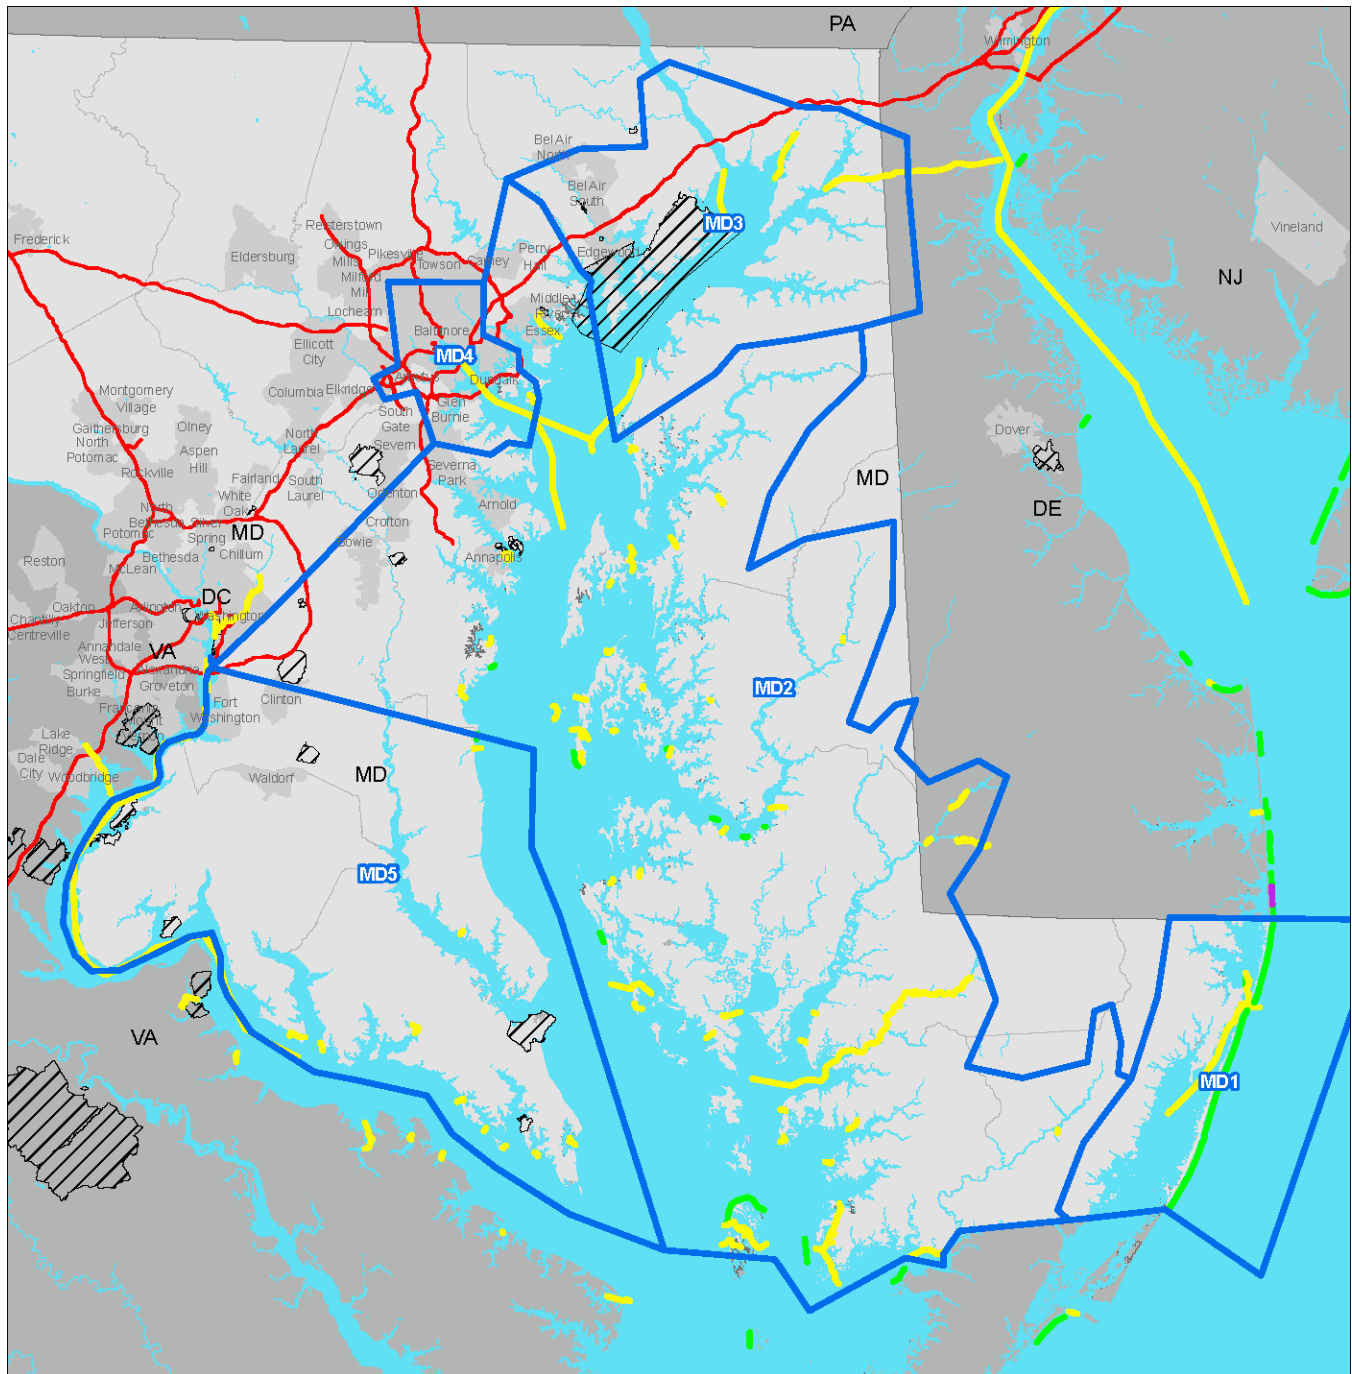 PA
Wilmington
Bel Air
North
Bel Air
South
MD3
Vineland
NJ
Frederick
Reisterstown
Owings
Mills
Pikesville
Towson
Carney
Perry
Hall
Edgewood
Eldersburg
Milford
Mill
Lochearn
Middle
River
Essex
Baltimore
MD4
Ellicott
City
Arbutus
Dundalk
Columbia
Elkridge
Glen
Burnie
South
Gate
Montgomery
Village
Gaithersburg
North
Potomac
Olney
Aspen
Hill
North
Laurel
Severn
Dover
Rockville
Fairland
White
Oak
South
Laurel
Odenton
Severna
Park
MD
DE
Arnold
North
Bethesda
Silver
Spring
Potomac
MD
Crofton
Bowie
Chillum
Bethesda
Annapolis
Reston
McLean
DC
Oakton
Arlington
Washington
Chantilly
Jefferson
Centreville
Annandale
VA
West
Springfield
Alexandria
Burke
Groveton
Clinton
MD2
Fort
Washington
Franconia
Mount
Vernon
Lake
Ridge
Dale
City
Woodbridge
Waldorf
MD
MD5
VA
MD1